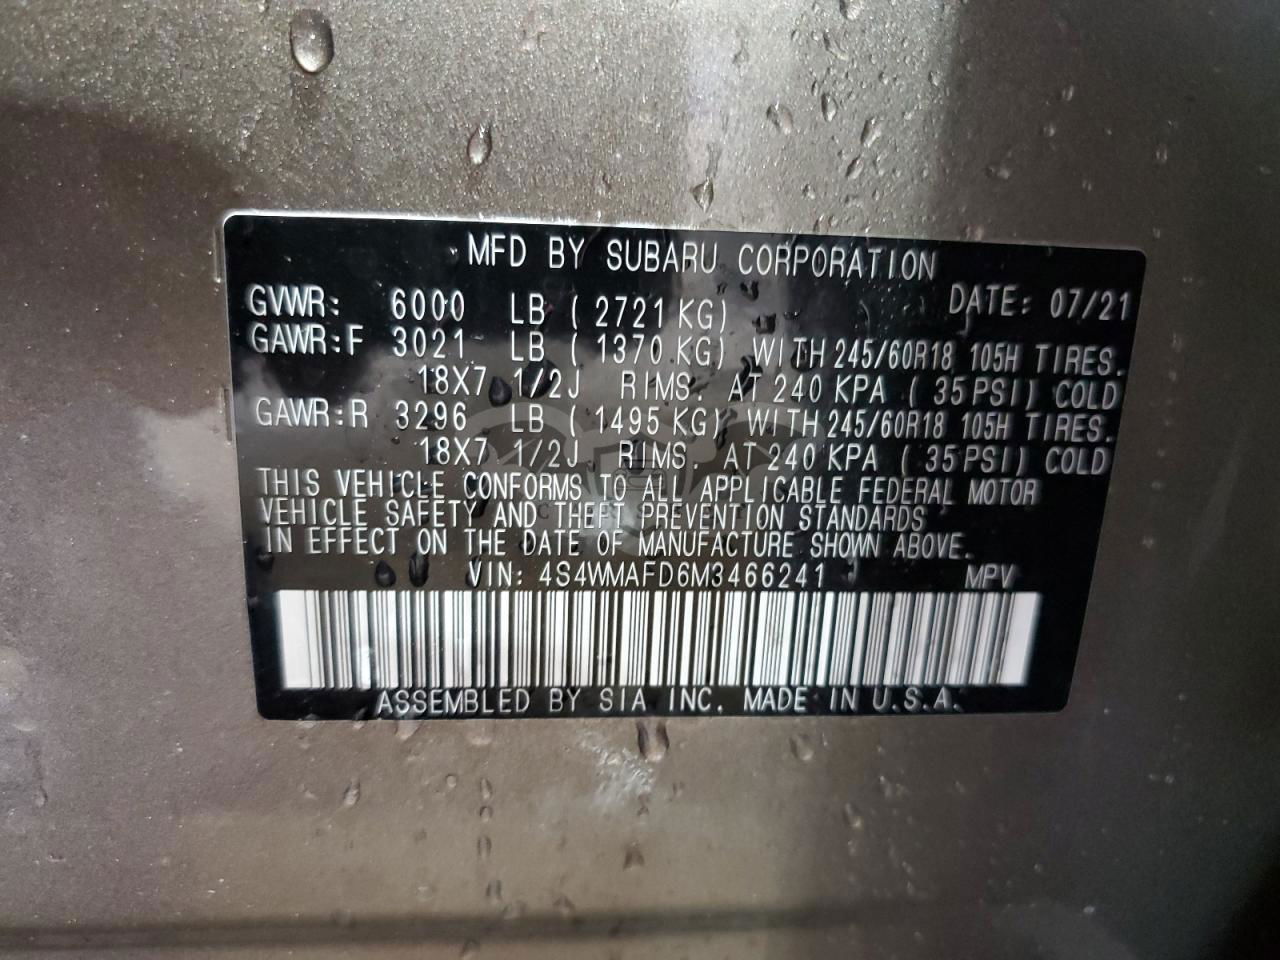 MFD BY SUBARU CORPORATION
GVWR: 6000 LB ( 2721 KG) DATE: 07/21
GAWR:F 3021 LB ( 1370 KG) WITH 245/60R18 105H TIRES.
18X7 1/2J RIMS. AT 240 KPA ( 35 PSI) COLD
GAWR:R 3296 LB ( 1495 KG) WITH 245/60R18 105H TIRES.
18X7 1/2J RIMS. AT 240 KPA ( 35 PSI) COLD
THIS VEHICLE CONFORMS TO ALL APPLICABLE FEDERAL MOTOR
VEHICLE SAFETY AND THEFT PREVENTION STANDARDS
IN EFFECT ON THE DATE OF MANUFACTURE SHOWN ABOVE.
VIN: 4S4WMAFD6M3466241 MPV
ASSEMBLED BY SIA INC. MADE IN U.S.A.